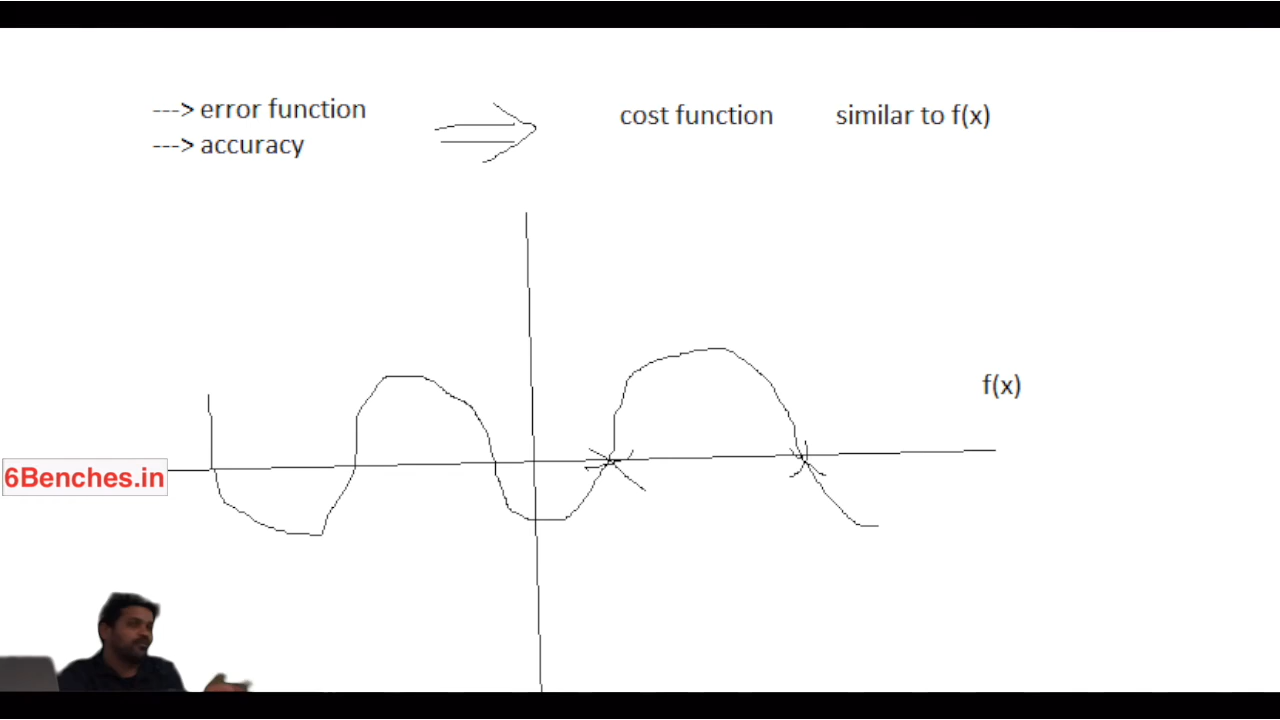 ---> error function
---> accuracy
cost function
similar to f(x)
f(x)
6Benches.in